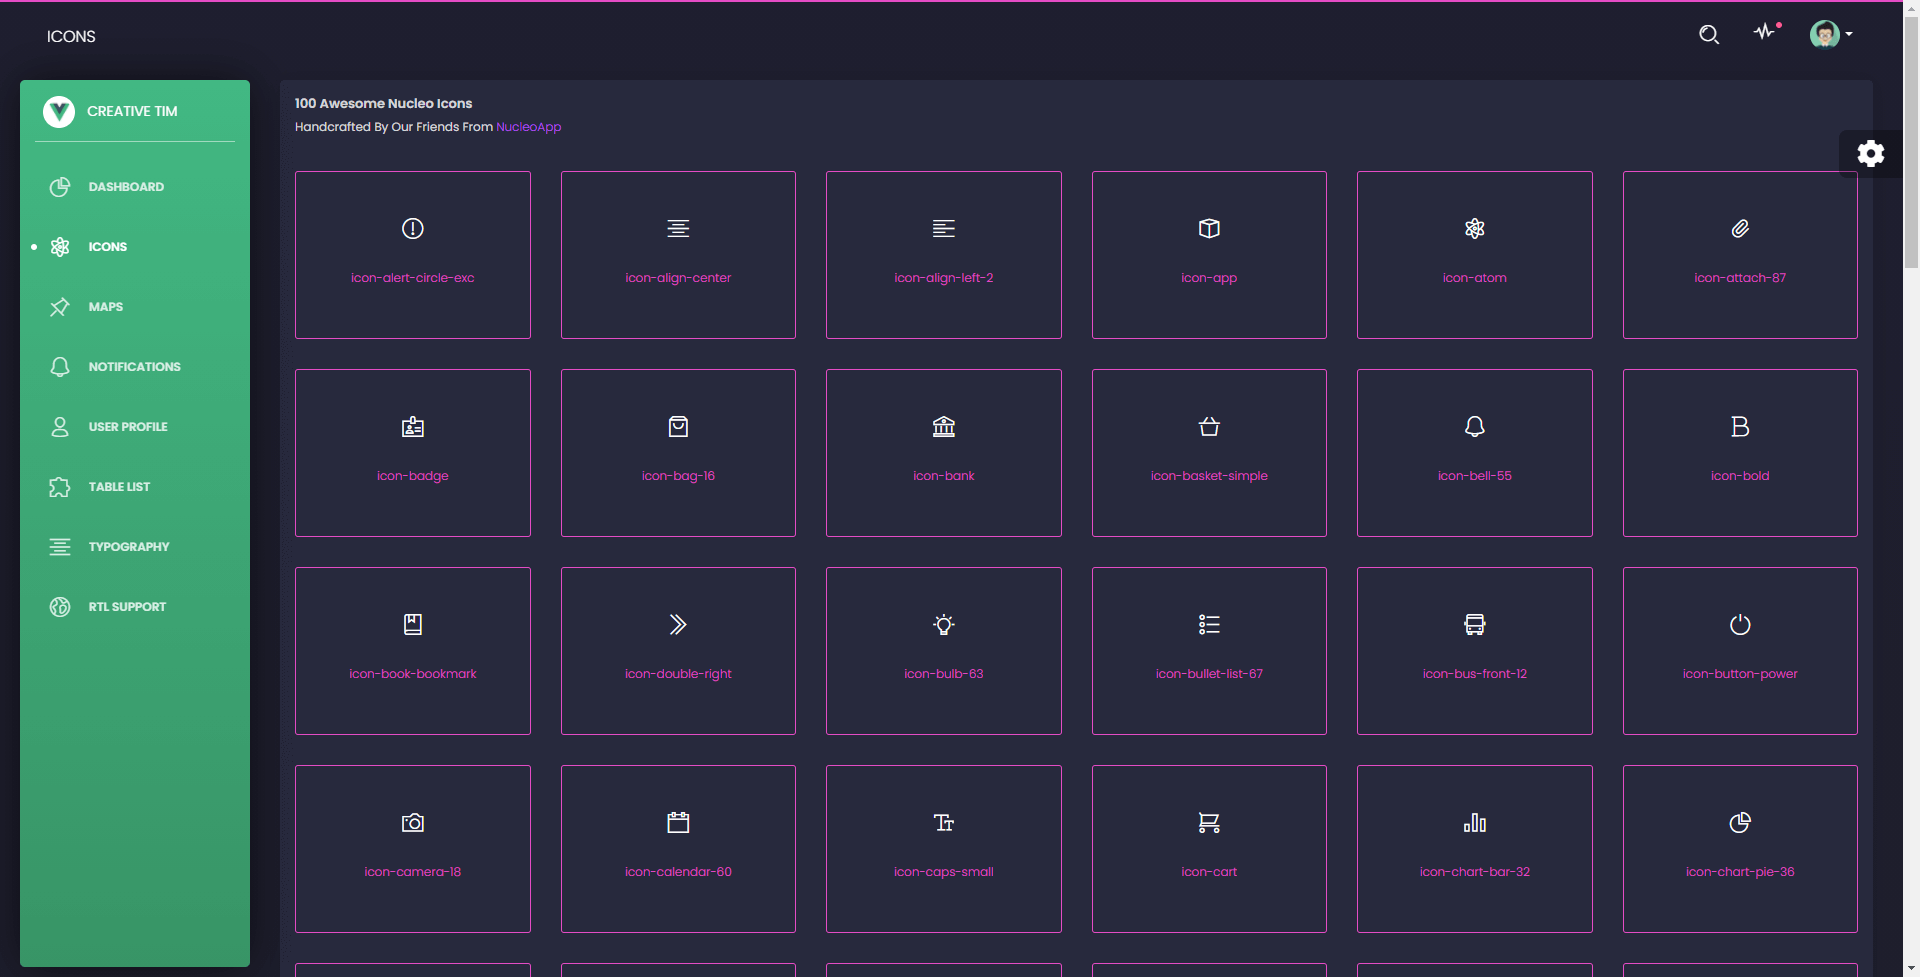 ICONS
CREATIVE TIM
DASHBOARD
ICONS
MAPS
NOTIFICATIONS
USER PROFILE
TABLE LIST
TYPOGRAPHY
RTL SUPPORT
100 Awesome Nucleo Icons
Handcrafted By Our Friends From NucleoApp
icon-alert-circle-exc
icon-align-center
icon-align-left-2
icon-app
icon-atom
icon-attach-87
icon-badge
icon-bag-16
icon-bank
icon-basket-simple
icon-bell-55
icon-bold
icon-book-bookmark
icon-double-right
icon-bulb-63
icon-bullet-list-67
icon-bus-front-12
icon-button-power
icon-camera-18
icon-calendar-60
icon-caps-small
icon-cart
icon-chart-bar-32
icon-chart-pie-36